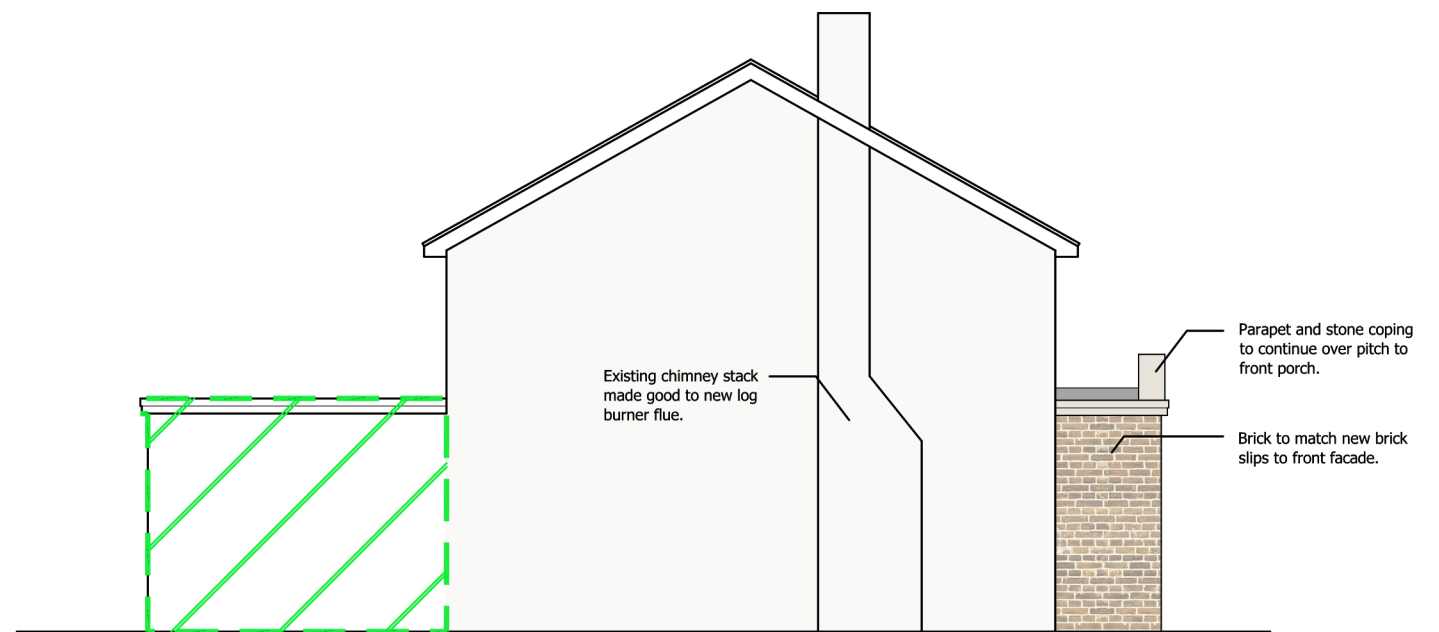 Existing chimney stack
made good to new log
burner flue.
Parapet and stone coping
to continue over pitch to
front porch.
Brick to match new brick
slips to front facade.